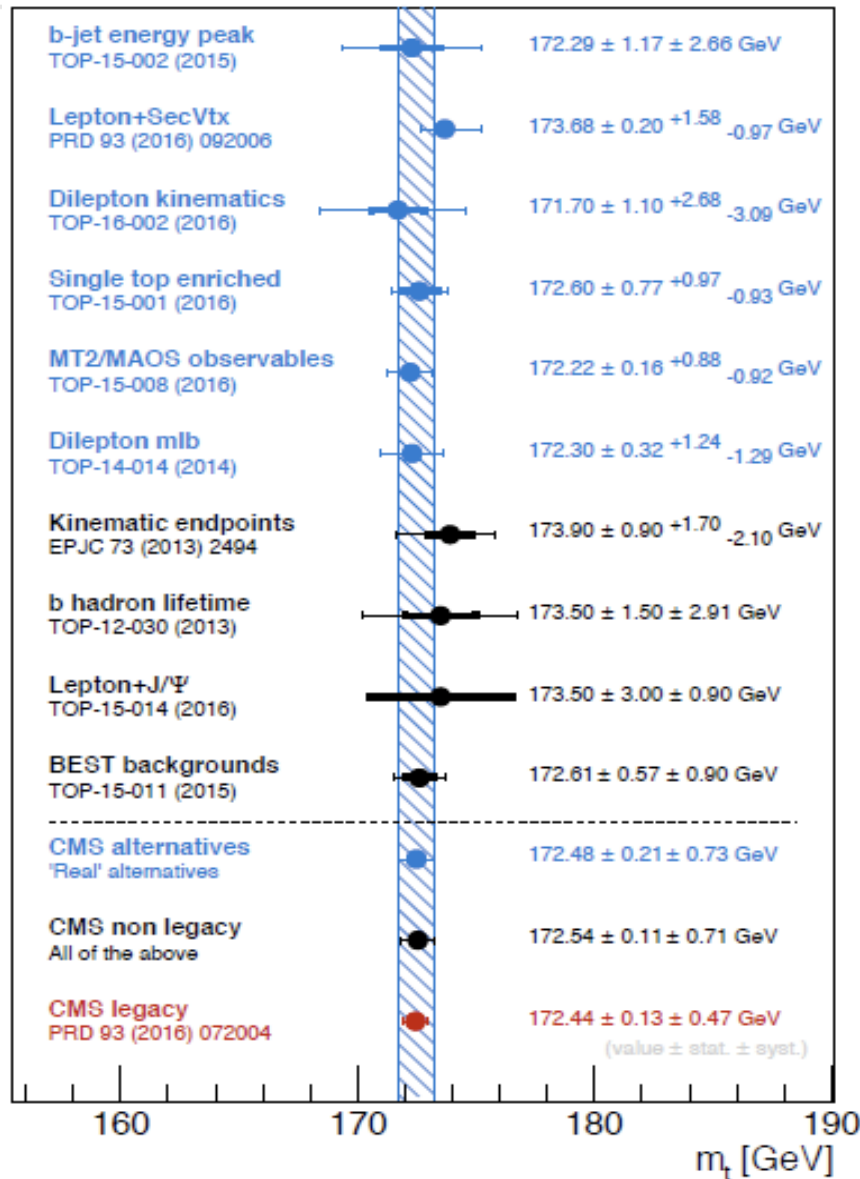 b-jet energy peak 172.29 ± 1.17 ± 2.66 GeV
TOP-15-002 (2015)
Lepton+SecVtx 173.68 ± 0.20 +1.58 -0.97 GeV
PRD 93 (2016) 092006
Dilepton kinematics 171.70 ± 1.10 +2.68 -3.09 GeV
TOP-16-002 (2016)
Single top enriched 172.60 ± 0.77 +0.97 -0.93 GeV
TOP-15-001 (2016)
MT2/MAOS observables 172.22 ± 0.16 +0.88 -0.92 GeV
TOP-15-008 (2016)
Dilepton mlb 172.30 ± 0.32 +1.24 -1.29 GeV
TOP-14-014 (2014)
Kinematic endpoints 173.90 ± 0.90 +1.70 -2.10 GeV
EPJC 73 (2013) 2494
b hadron lifetime 173.50 ± 1.50 ± 2.91 GeV
TOP-12-030 (2013)
Lepton+J/Ψ 173.50 ± 3.00 ± 0.90 GeV
TOP-15-014 (2016)
BEST backgrounds 172.61 ± 0.57 ± 0.90 GeV
TOP-15-011 (2015)
CMS alternatives 172.48 ± 0.21 ± 0.73 GeV
'Real' alternatives
CMS non legacy 172.54 ± 0.11 ± 0.71 GeV
All of the above
CMS legacy 172.44 ± 0.13 ± 0.47 GeV
PRD 93 (2016) 072004 (value ± stat. ± syst.)
160 170 180 190
m_t [GeV]